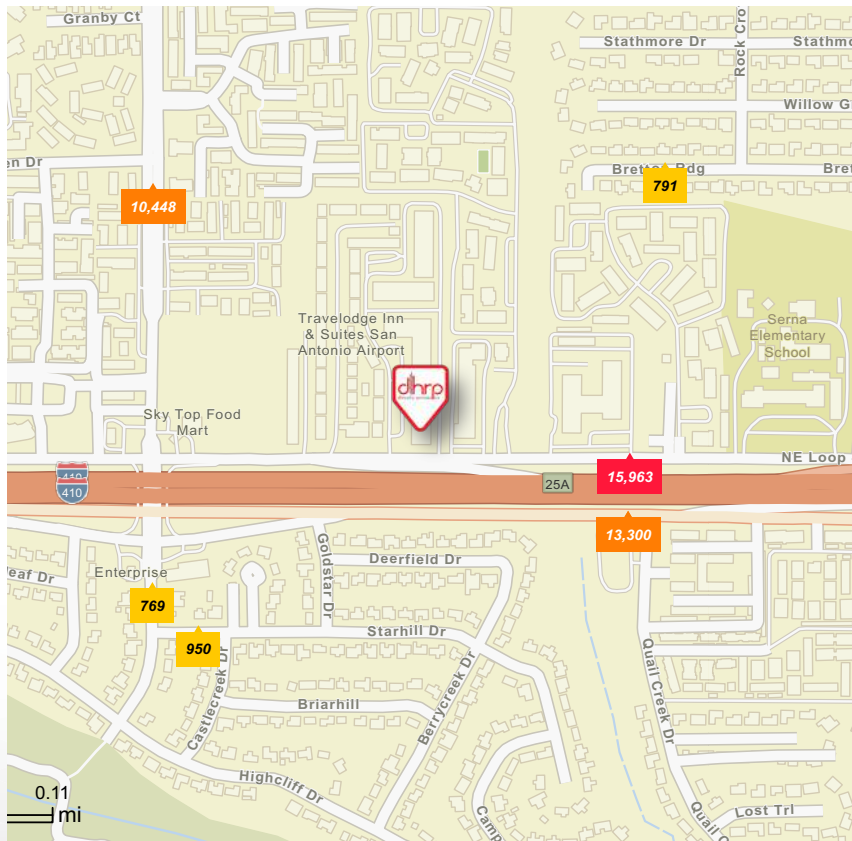 Granby Ct
Stathmore Dr
Stathmo
Rock Cro
Willow G
en Dr
Bret
Rdg
Bret
791
10,448
Travelodge Inn
& Suites San
Antonio Airport
Serna
Elementary
School
dhrp
Sky Top Food
Mart
NE Loop
15,963
410
25A
13,300
Goldstar Dr
Deerfield Dr
eaf Dr
Enterprise
769
Starhill Dr
950
Castlecreek Dr
Berrycreek Dr
Quail Creek Dr
Briarhill
Highcliff Dr
0.11
mi
Camp
Quail C
Lost Trl